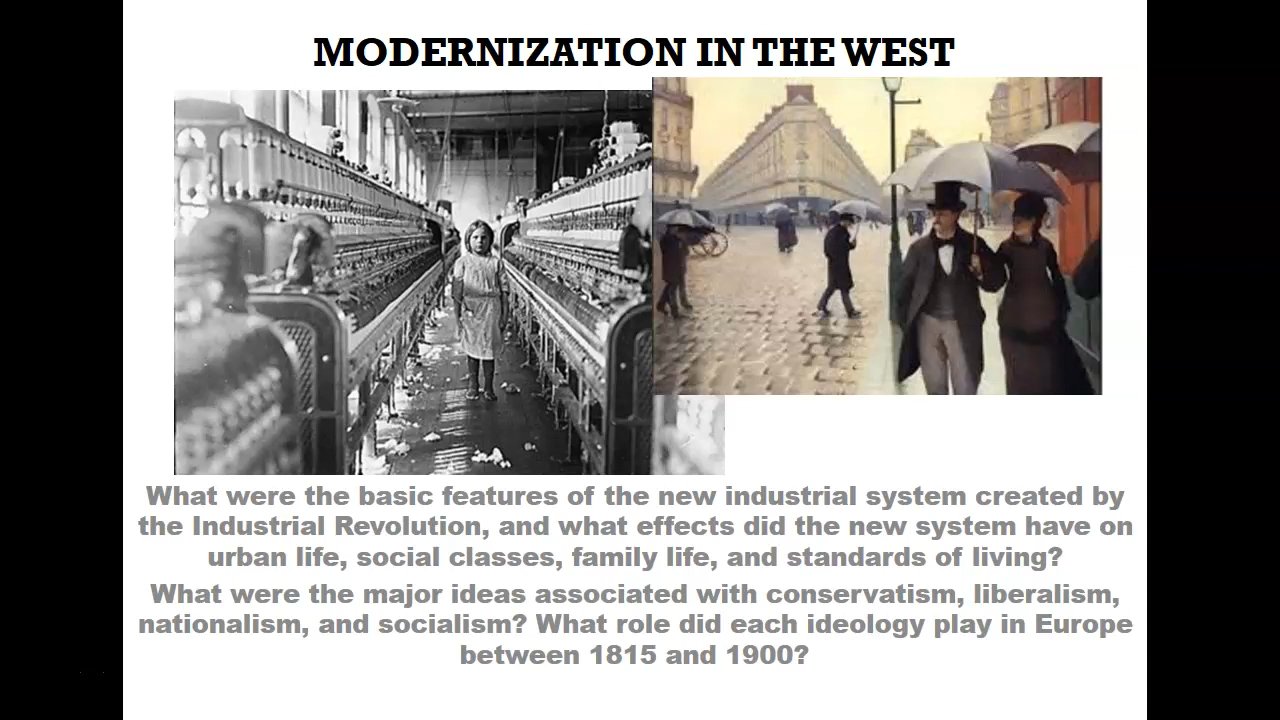 MODERNIZATION IN THE WEST
What were the basic features of the new industrial system created by
the Industrial Revolution, and what effects did the new system have on
urban life, social classes, family life, and standards of living?
What were the major ideas associated with conservatism, liberalism,
nationalism, and socialism? What role did each ideology play in Europe
between 1815 and 1900?